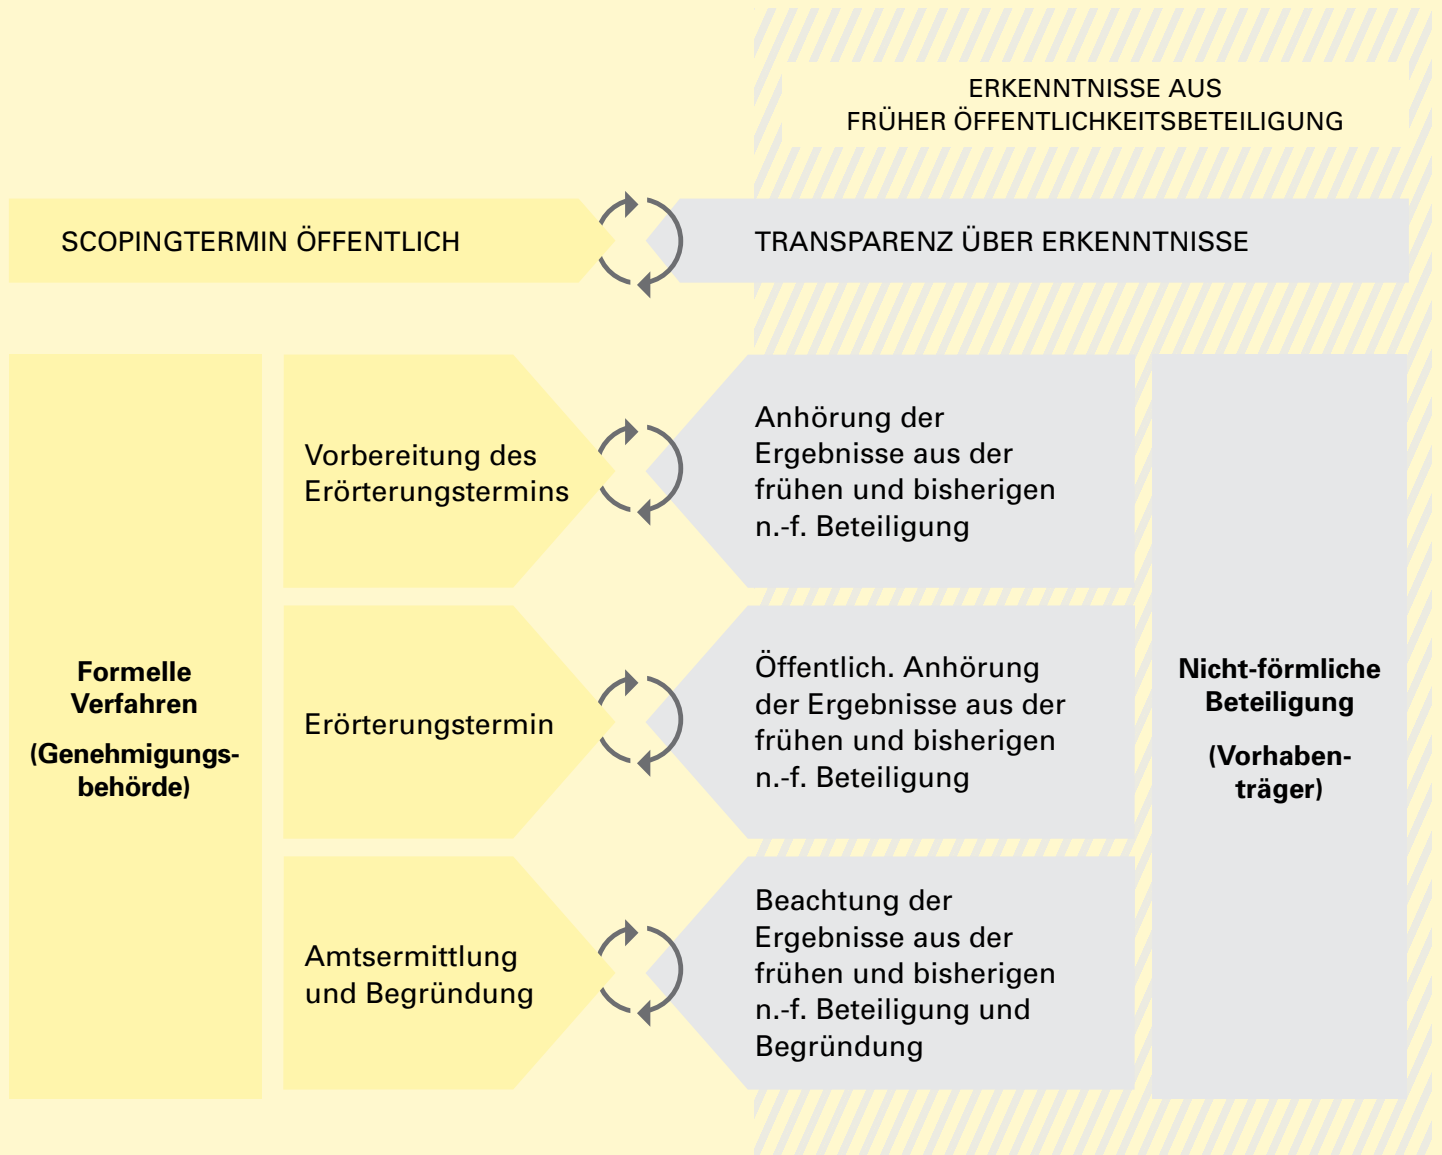 ERKENNTNISSE AUS
FRÜHER ÖFFENTLICHKEITSBETEILIGUNG
SCOPINGTERMIN ÖFFENTLICH
TRANSPARENZ ÜBER ERKENNTNISSE
Formelle
Verfahren
(Genehmigungs-
behörde)
Vorbereitung des
Erörterungstermins
Anhörung der
Ergebnisse aus der
frühen und bisherigen
n.-f. Beteiligung
Erörterungstermin
Öffentlich. Anhörung
der Ergebnisse aus der
frühen und bisherigen
n.-f. Beteiligung
Amtsermittlung
und Begründung
Beachtung der
Ergebnisse aus der
frühen und bisherigen
n.-f. Beteiligung und
Begründung
Nicht-förmliche
Beteiligung
(Vorhaben-
träger)